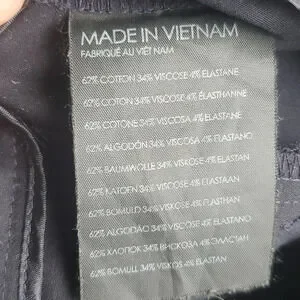 MADE IN VIETNAM
FABRIQUÉ AU VIÊT NAM
62% COTTON 34% VISCOSE 4% ELASTANE
62% COTON 34% VISCOSE 4% ÉLASTHANNE
62% COTONE 34% VISCOSA 4% ELASTANE
62% ALGODÓN 34% VISCOSA 4% ELASTANO
62% BAUMWOLLE 34% VISKOSE 4% ELASTAN
62% KATOEN 34% VISCOSE 4% ELASTAAN
62% BOMULD 34% VISKOSE 4% ELASTAN
62% ALGODÃO 34% VISCOSE 4% ELASTANO
62% ХЛОПОК 34% ВИСКОЗА 4% ЭЛАСТАН
62% BOMULL 34% VISKOS 4% ELASTAN